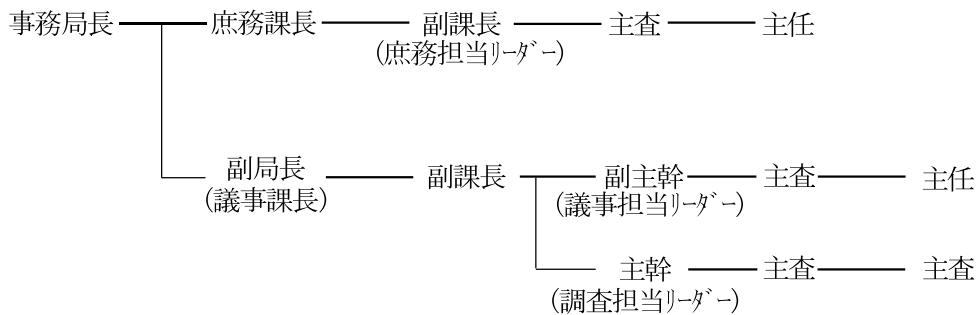 事務局長 庶務課長 副課長 主査 主任
(庶務担当ﾘｰﾀﾞｰ)
副局長 副課長 副主幹 主査 主任
(議事課長) (議事担当ﾘｰﾀﾞｰ)
主幹 主査 主査
(調査担当ﾘｰﾀﾞｰ)